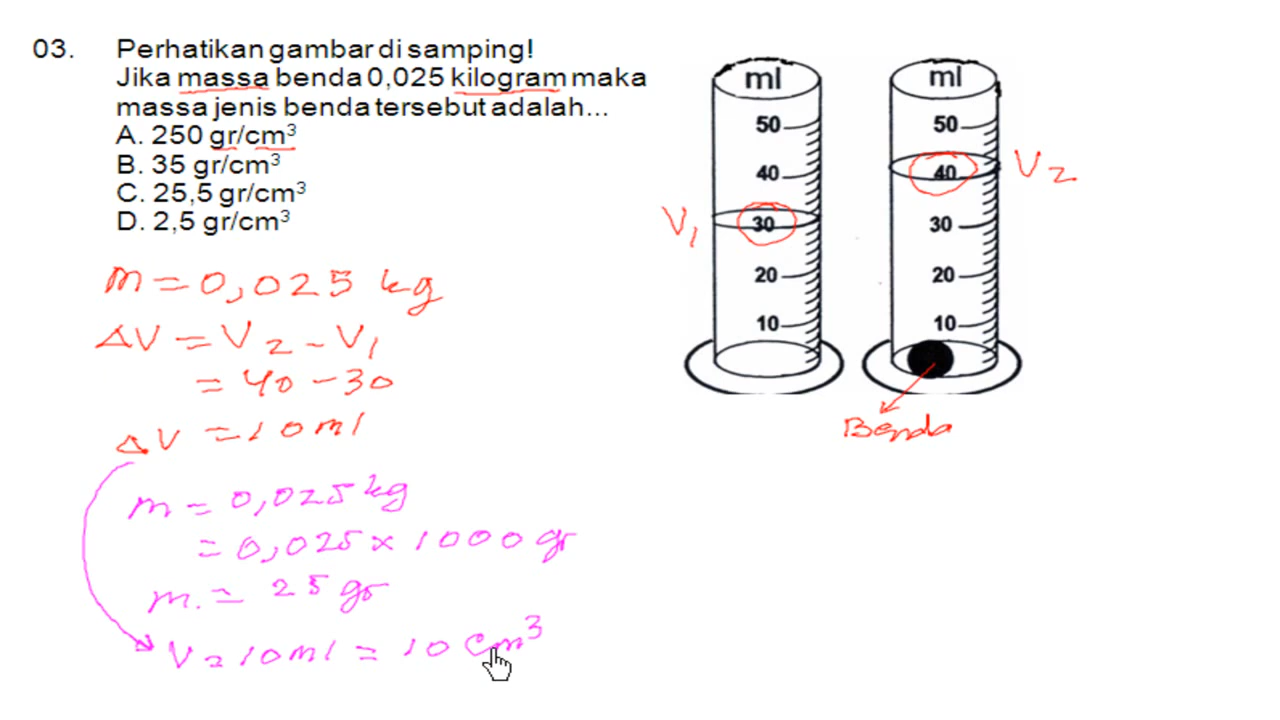 03. Perhatikan gambar di samping!
Jika massa benda 0,025 kilogram maka
massa jenis benda tersebut adalah...
A. 250 gr/cm³
B. 35 gr/cm³
C. 25,5 gr/cm³
D. 2,5 gr/cm³
m = 0,025 kg
ΔV = V₂ - V₁
= 40 - 30
ΔV = 10 ml
m = 0,025 kg
= 0,025 × 1000 gr
m = 25 gr
V = 10 ml = 10 cm³
ml
50
40
30
20
10
V₁
ml
50
40
30
20
10
V₂
Benda